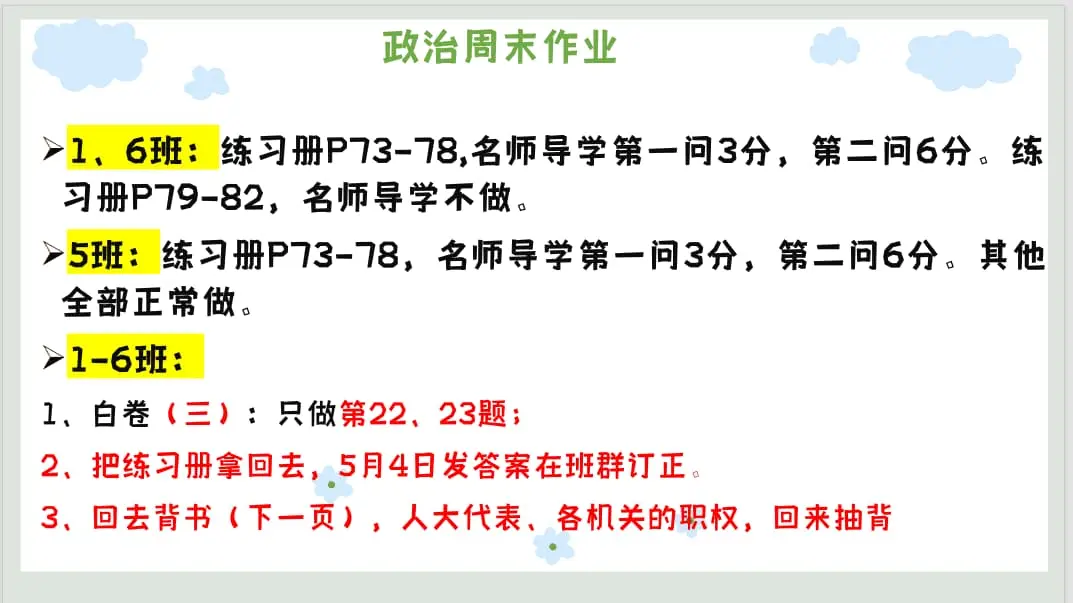 政治周末作业
➢1、6班：练习册P73-78,名师导学第一问3分，第二问6分。练
习册P79-82，名师导学不做。
➢5班：练习册P73-78，名师导学第一问3分，第二问6分。其他
全部正常做。
➢1-6班：
1、白卷（三）：只做第22、23题；
2、把练习册拿回去，5月4日发答案在班群订正。
3、回去背书（下一页），人大代表、各机关的职权，回来抽背